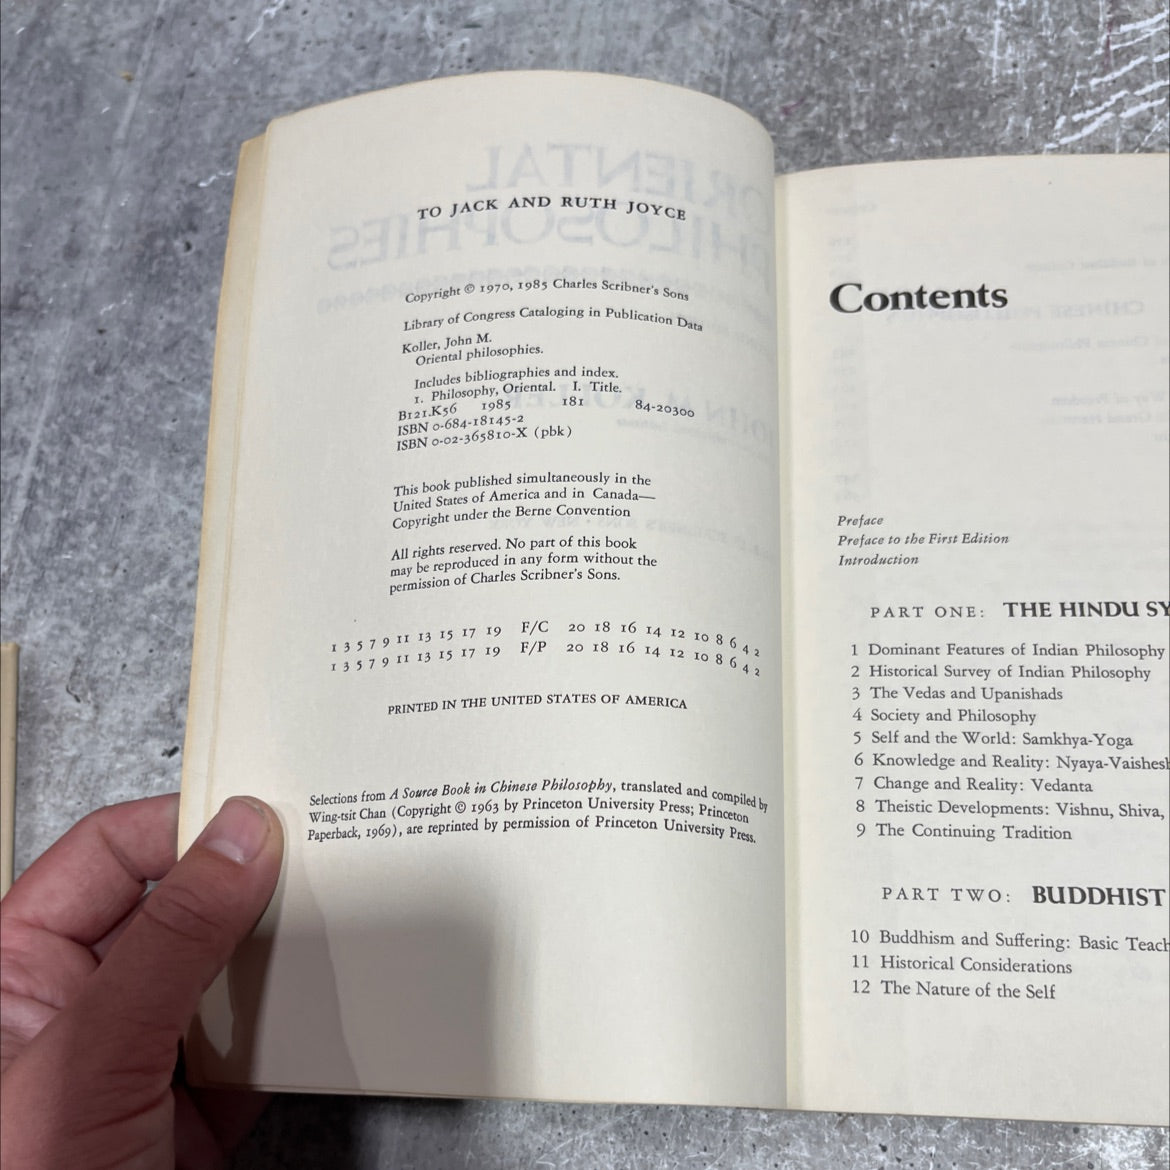 TO JACK AND RUTH JOYCE
Copyright © 1970, 1985 Charles Scribner's Sons
Library of Congress Cataloging in Publication Data
Koller, John M.
Oriental philosophies.
Includes bibliographies and index.
1. Philosophy, Oriental. I. Title.
B121.K56 1985 181 84-20300
ISBN 0-684-18145-2
ISBN 0-02-365810-X (pbk)
This book published simultaneously in the
United States of America and in Canada—
Copyright under the Berne Convention
All rights reserved. No part of this book
may be reproduced in any form without the
permission of Charles Scribner's Sons.
1 3 5 7 9 11 13 15 17 19 F/C 20 18 16 14 12 10 8 6 4 2
1 3 5 7 9 11 13 15 17 19 F/P 20 18 16 14 12 10 8 6 4 2
PRINTED IN THE UNITED STATES OF AMERICA
Selections from A Source Book in Chinese Philosophy, translated and compiled by
Wing-tsit Chan (Copyright © 1963 by Princeton University Press; Princeton
Paperback, 1969), are reprinted by permission of Princeton University Press.
Contents
Preface
Preface to the First Edition
Introduction
PART ONE: THE HINDU SY
1 Dominant Features of Indian Philosophy
2 Historical Survey of Indian Philosophy
3 The Vedas and Upanishads
4 Society and Philosophy
5 Self and the World: Samkhya-Yoga
6 Knowledge and Reality: Nyaya-Vaishesh
7 Change and Reality: Vedanta
8 Theistic Developments: Vishnu, Shiva,
9 The Continuing Tradition
PART TWO: BUDDHIST
10 Buddhism and Suffering: Basic Teach
11 Historical Considerations
12 The Nature of the Self